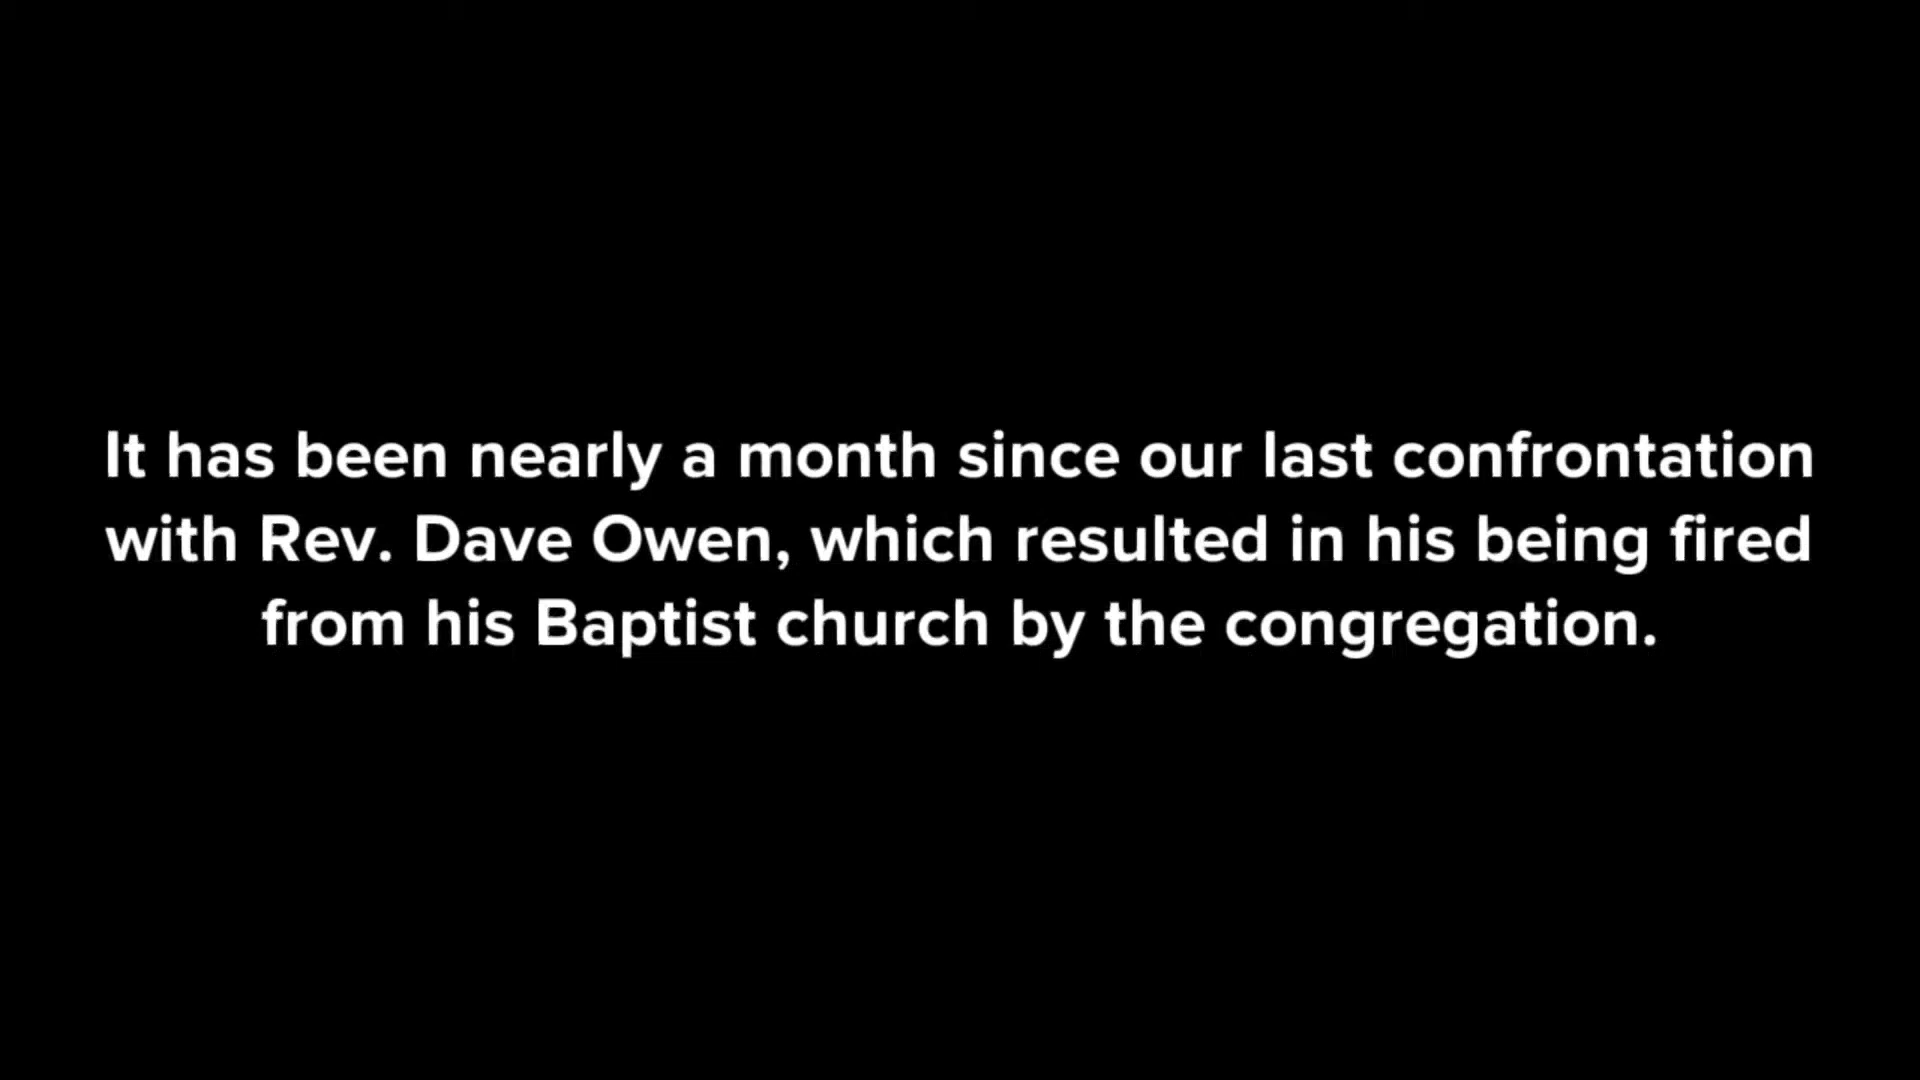 It has been nearly a month since our last confrontation
with Rev. Dave Owen, which resulted in his being fired
from his Baptist church by the congregation.